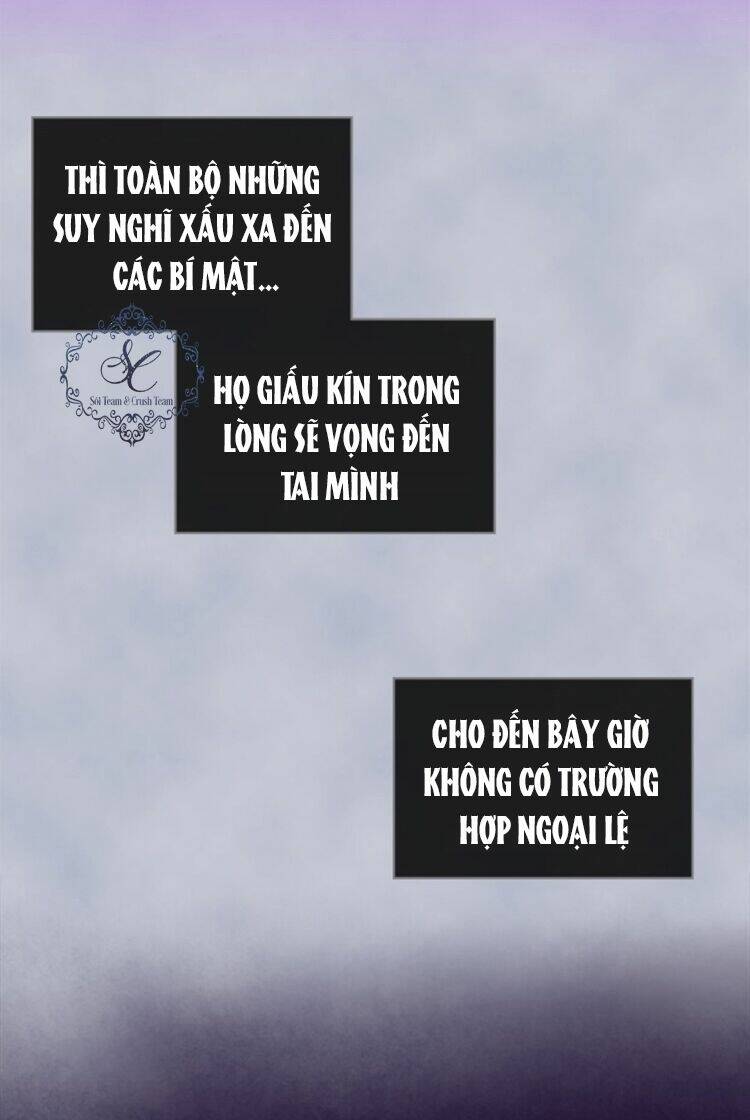 THÌ TOÀN BỘ NHỮNG
SUY NGHĨ XẤU XA ĐẾN
CÁC BÍ MẬT...
SC
Sói Team & Crush Team
HỌ GIẤU KÍN TRONG
LÒNG SẼ VỌNG ĐẾN
TAI MÌNH
CHO ĐẾN BÂY GIỜ
KHÔNG CÓ TRƯỜNG
HỢP NGOẠI LỆ